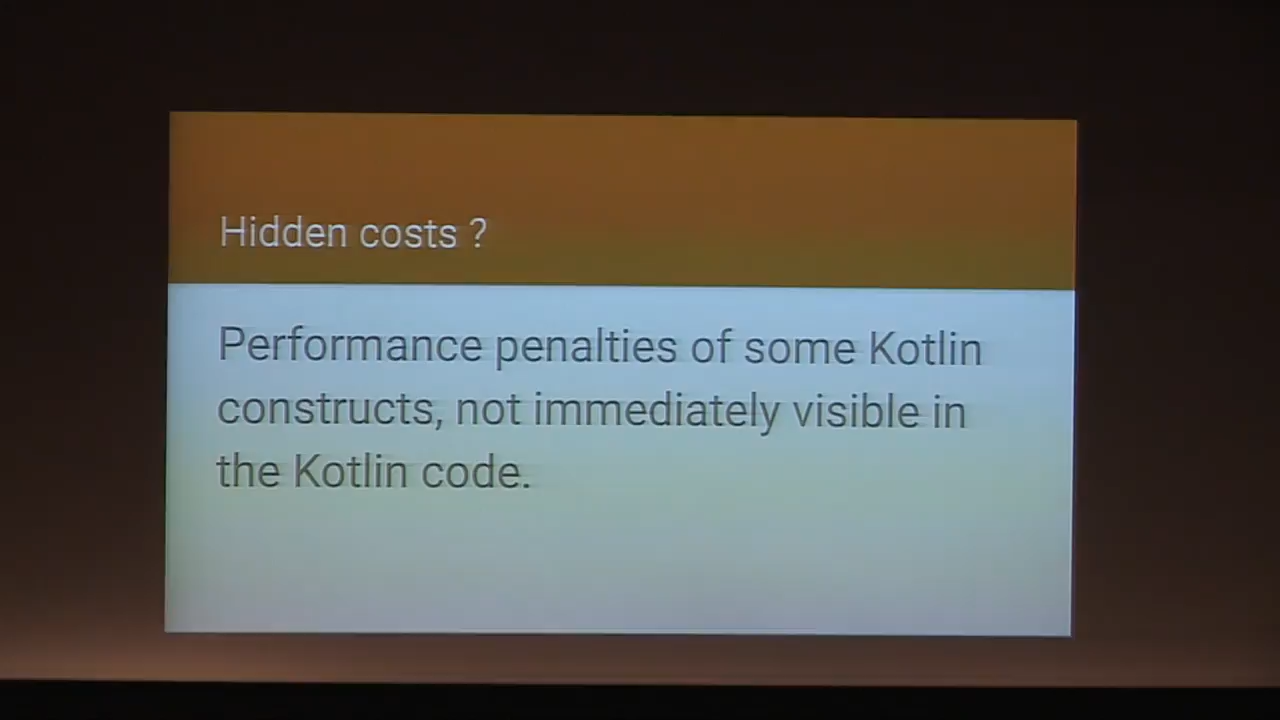 Hidden costs ?
Performance penalties of some Kotlin
constructs, not immediately visible in
the Kotlin code.